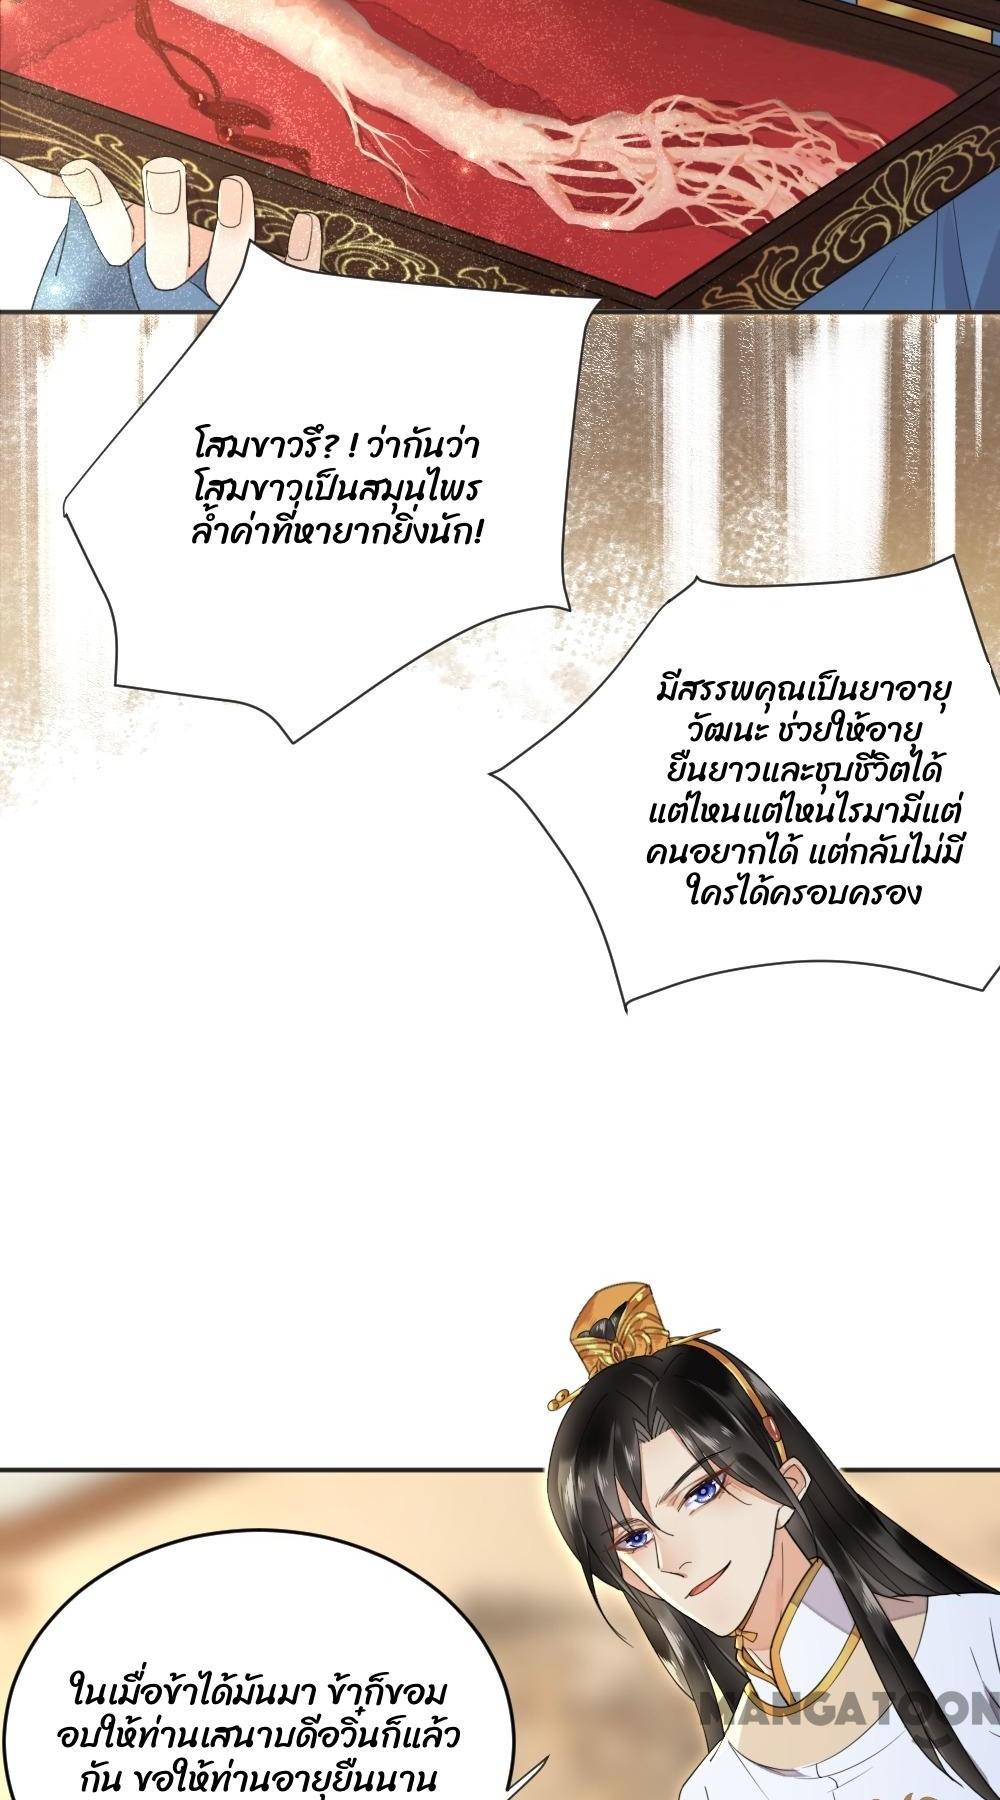 โสมขาวรึ?! ว่ากันว่า
โสมขาวเป็นสมุนไพร
ล้ำค่าที่หายากยิ่งนัก!
มีสรรพคุณเป็นยาอายุ
วัฒนะ ช่วยให้อายุ
ยืนยาวและชุบชีวิตได้
แต่ไหนแต่ไหนไรมามีแต่
คนอยากได้ แต่กลับไม่มี
ใครได้ครอบครอง
ในเมื่อข้าได้มันมา ข้าก็ขอม
อบให้ท่านเสนาบดีอวิ๋นก็แล้ว
กัน ขอให้ท่านอายุยืนนาน
MANGATOON